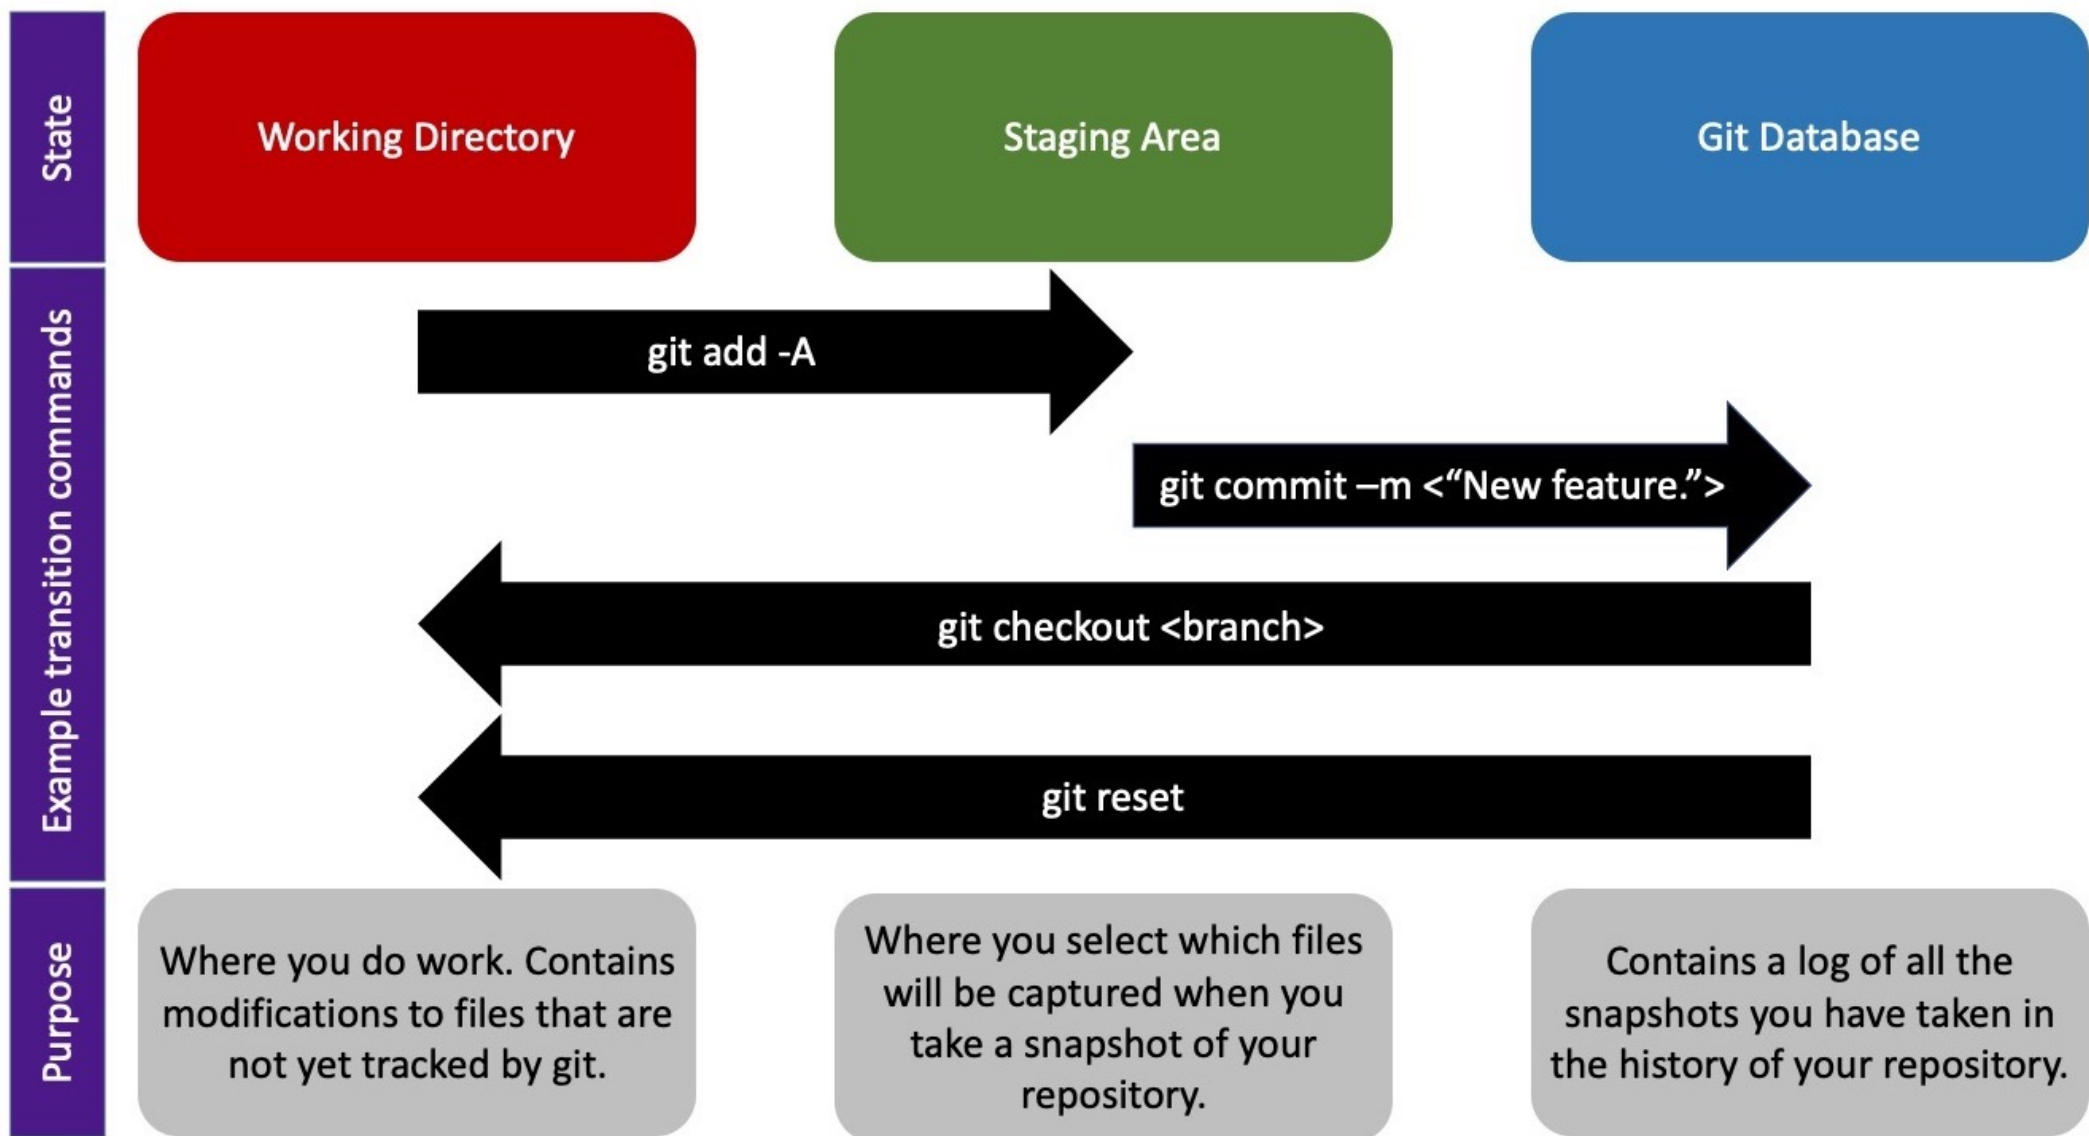 State
Working Directory
Staging Area
Git Database
Example transition commands
git add -A
git commit –m <“New feature.”>
git checkout <branch>
git reset
Purpose
Where you do work. Contains
modifications to files that are
not yet tracked by git.
Where you select which files
will be captured when you
take a snapshot of your
repository.
Contains a log of all the
snapshots you have taken in
the history of your repository.